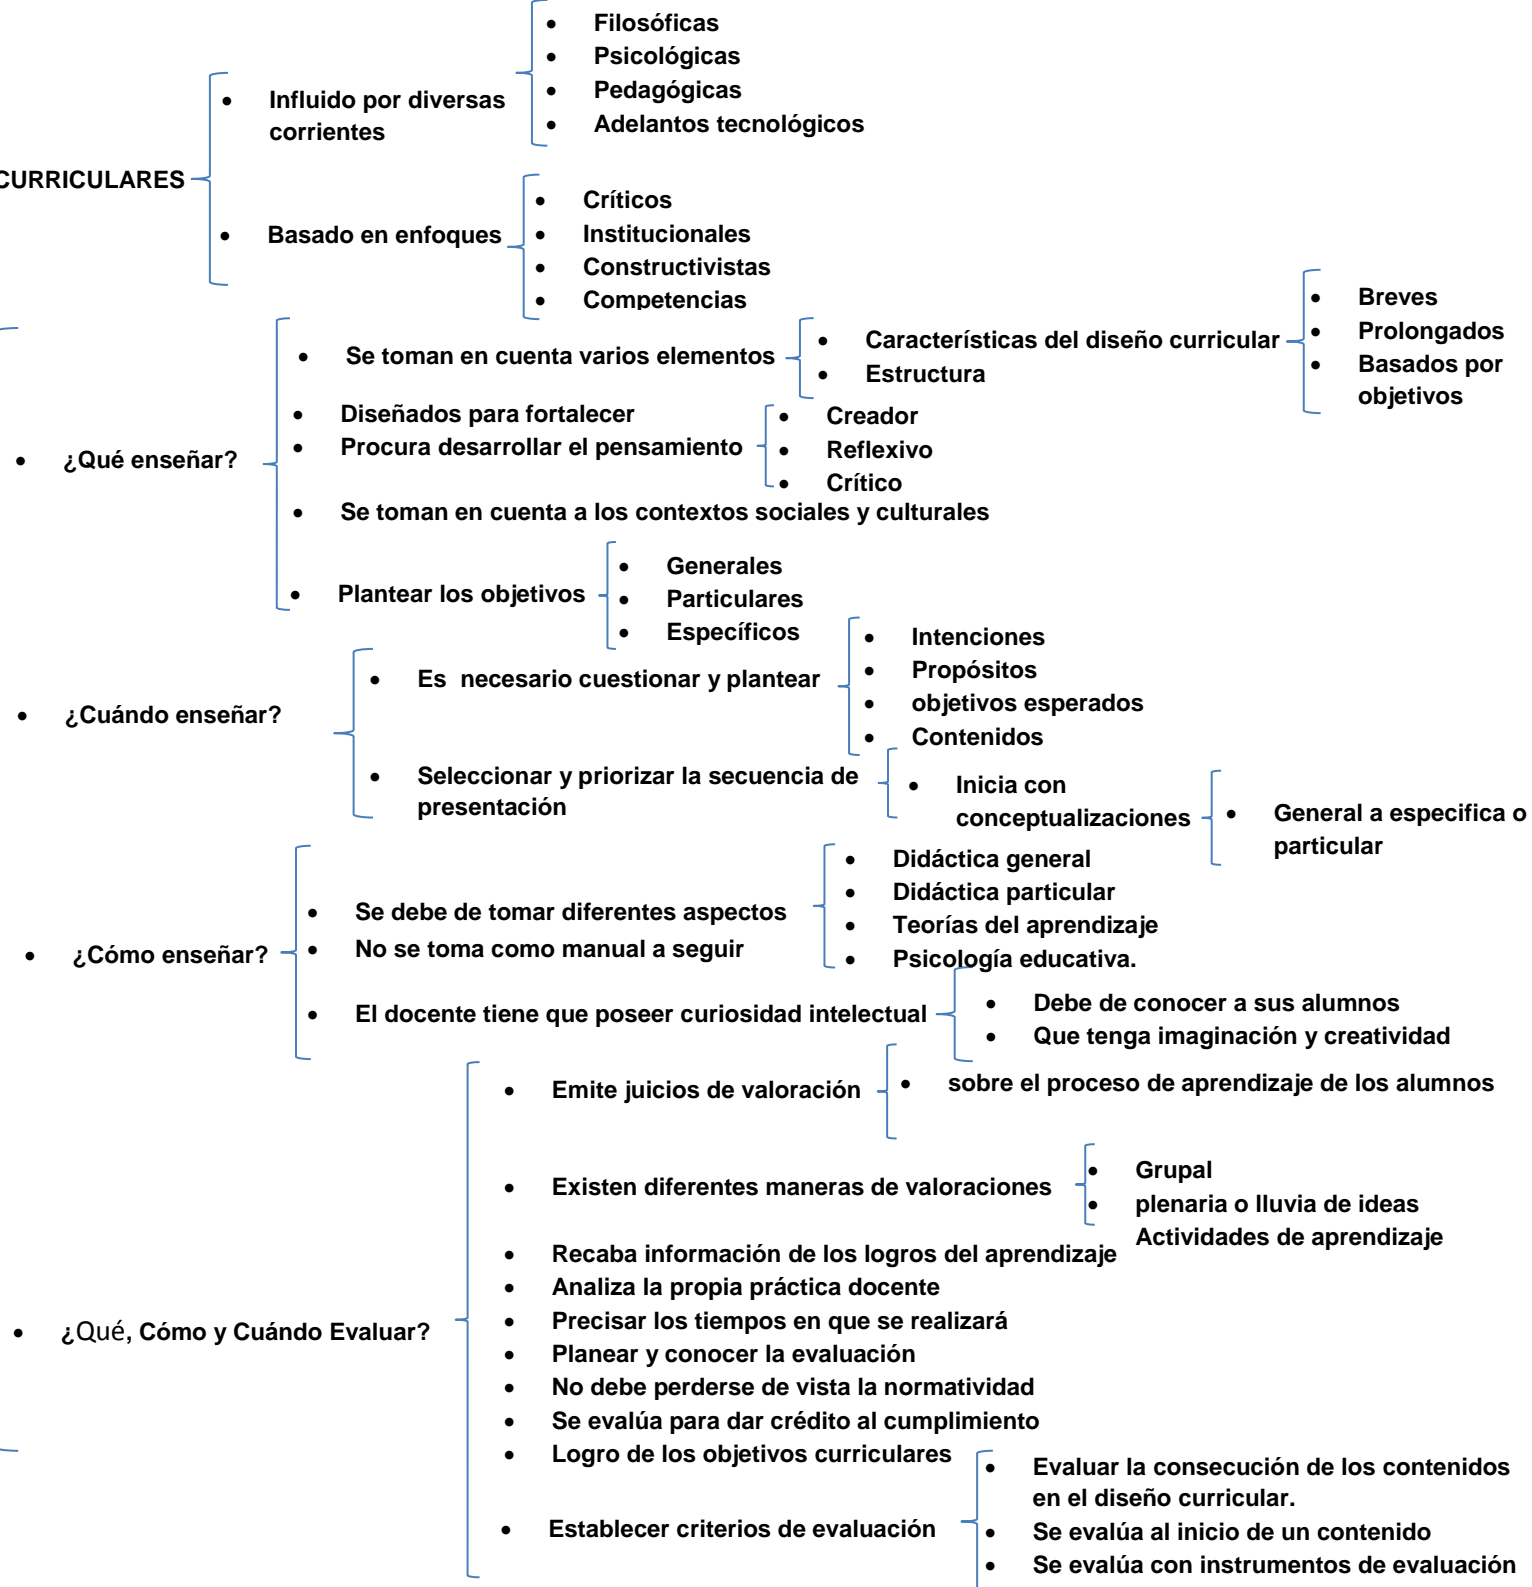 • Filosóficas
• Psicológicas
• Pedagógicas
• Adelantos tecnológicos
• Influido por diversas
corrientes
CURRICULARES
• Basado en enfoques
• Críticos
• Institucionales
• Constructivistas
• Competencias
• ¿Qué enseñar?
• Se toman en cuenta varios elementos
• Características del diseño curricular
• Estructura
• Breves
• Prolongados
• Basados por
objetivos
• Diseñados para fortalecer
• Procura desarrollar el pensamiento
• Creador
• Reflexivo
• Crítico
• Se toman en cuenta a los contextos sociales y culturales
• Plantear los objetivos
• Generales
• Particulares
• Específicos
• ¿Cuándo enseñar?
• Es necesario cuestionar y plantear
• Intenciones
• Propósitos
• objetivos esperados
• Contenidos
• Seleccionar y priorizar la secuencia de
presentación
• Inicia con
conceptualizaciones
• General a especifica o
particular
• ¿Cómo enseñar?
• Se debe de tomar diferentes aspectos
• No se toma como manual a seguir
• Didáctica general
• Didáctica particular
• Teorías del aprendizaje
• Psicología educativa.
• El docente tiene que poseer curiosidad intelectual
• Debe de conocer a sus alumnos
• Que tenga imaginación y creatividad
• ¿Qué, Cómo y Cuándo Evaluar?
• Emite juicios de valoración
• sobre el proceso de aprendizaje de los alumnos
• Existen diferentes maneras de valoraciones
• Grupal
• plenaria o lluvia de ideas
Actividades de aprendizaje
• Recaba información de los logros del aprendizaje
• Analiza la propia práctica docente
• Precisar los tiempos en que se realizará
• Planear y conocer la evaluación
• No debe perderse de vista la normatividad
• Se evalúa para dar crédito al cumplimiento
• Logro de los objetivos curriculares
• Establecer criterios de evaluación
• Evaluar la consecución de los contenidos
en el diseño curricular.
• Se evalúa al inicio de un contenido
• Se evalúa con instrumentos de evaluación